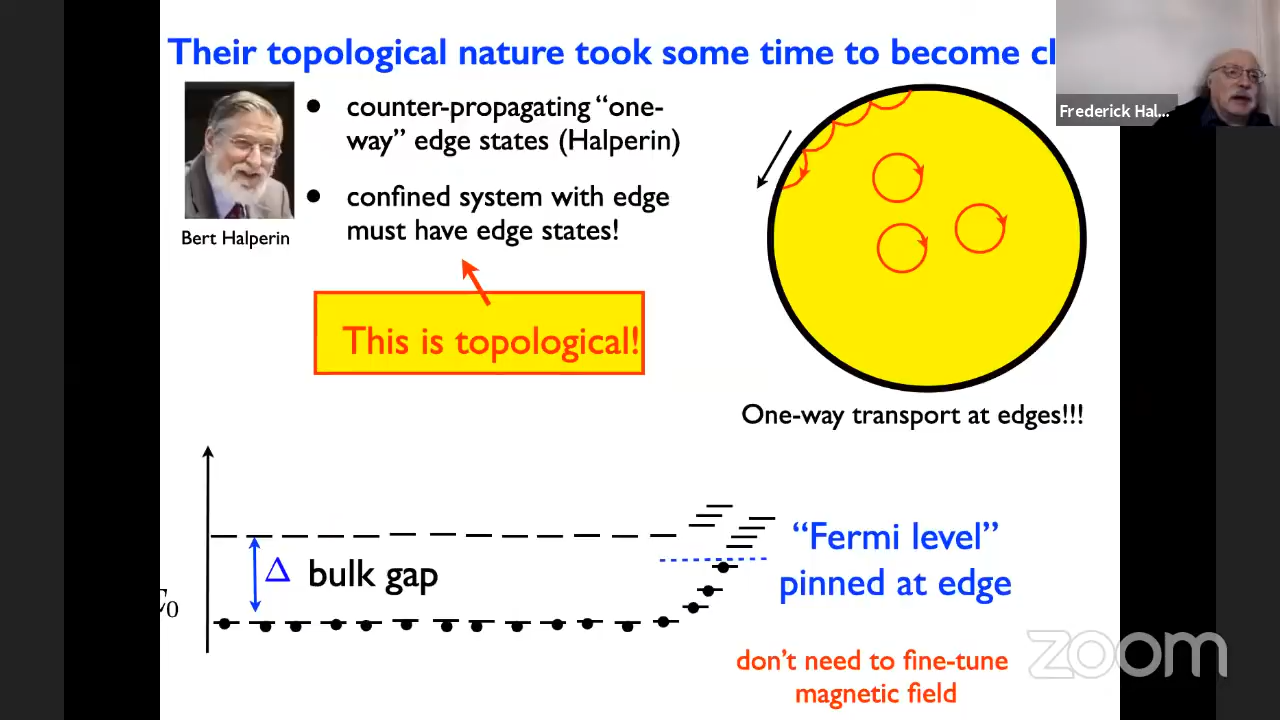 Their topological nature took some time to become cl
Frederick Hal...
• counter-propagating “one-
way” edge states (Halperin)
• confined system with edge
must have edge states!
Bert Halperin
This is topological!
One-way transport at edges!!!
Δ bulk gap
“Fermi level”
pinned at edge
don’t need to fine-tune
magnetic field
zoom